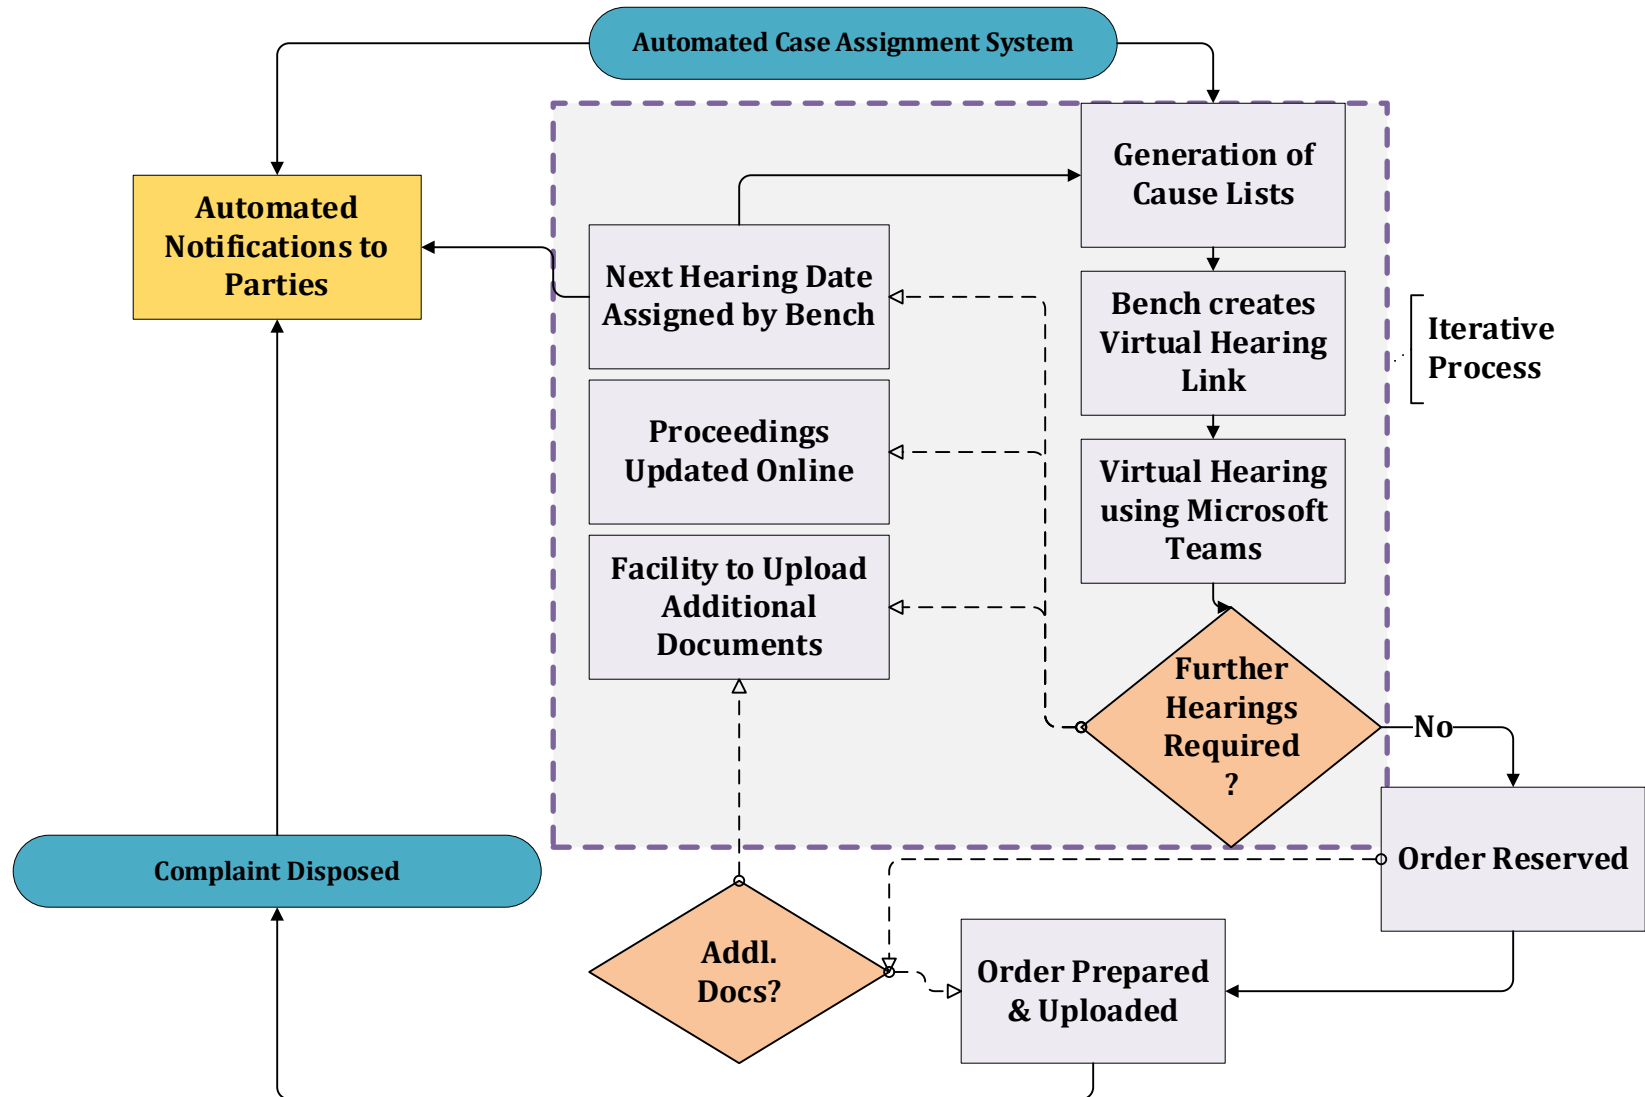 Automated Case Assignment System
Automated
Notifications to
Parties
Generation of
Cause Lists
Next Hearing Date
Assigned by Bench
Bench creates
Virtual Hearing
Link
Iterative
Process
Proceedings
Updated Online
Virtual Hearing
using Microsoft
Teams
Facility to Upload
Additional
Documents
Further
Hearings
Required
?
No
Complaint Disposed
Order Reserved
Addl.
Docs?
Order Prepared
& Uploaded